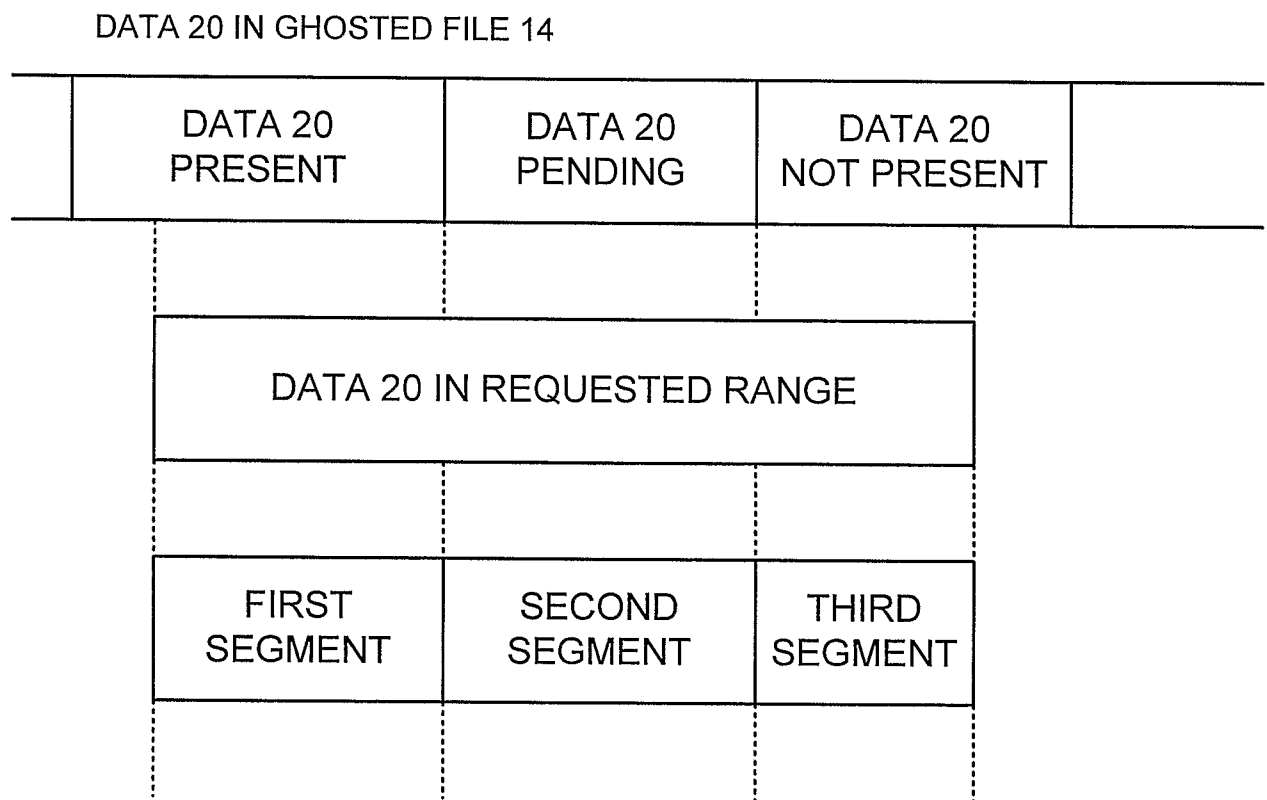 DATA 20 IN GHOSTED FILE 14
DATA 20
PRESENT
DATA 20
PENDING
DATA 20
NOT PRESENT
DATA 20 IN REQUESTED RANGE
FIRST
SEGMENT
SECOND
SEGMENT
THIRD
SEGMENT